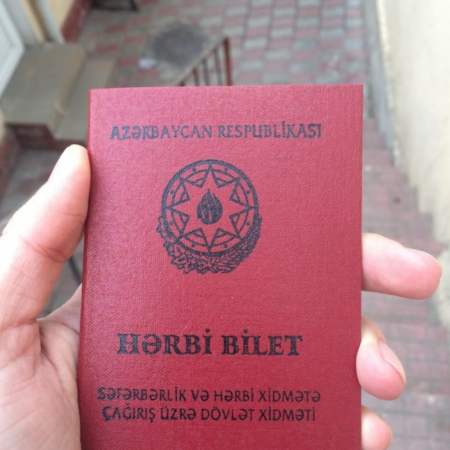 AZƏRBAYCAN RESPUBLİKASI
HƏRBİ BİLET
SƏFƏRBƏRLİK VƏ HƏRBİ XİDMƏTƏ
ÇAĞIRIŞ ÜZRƏ DÖVLƏT XİDMƏTİ